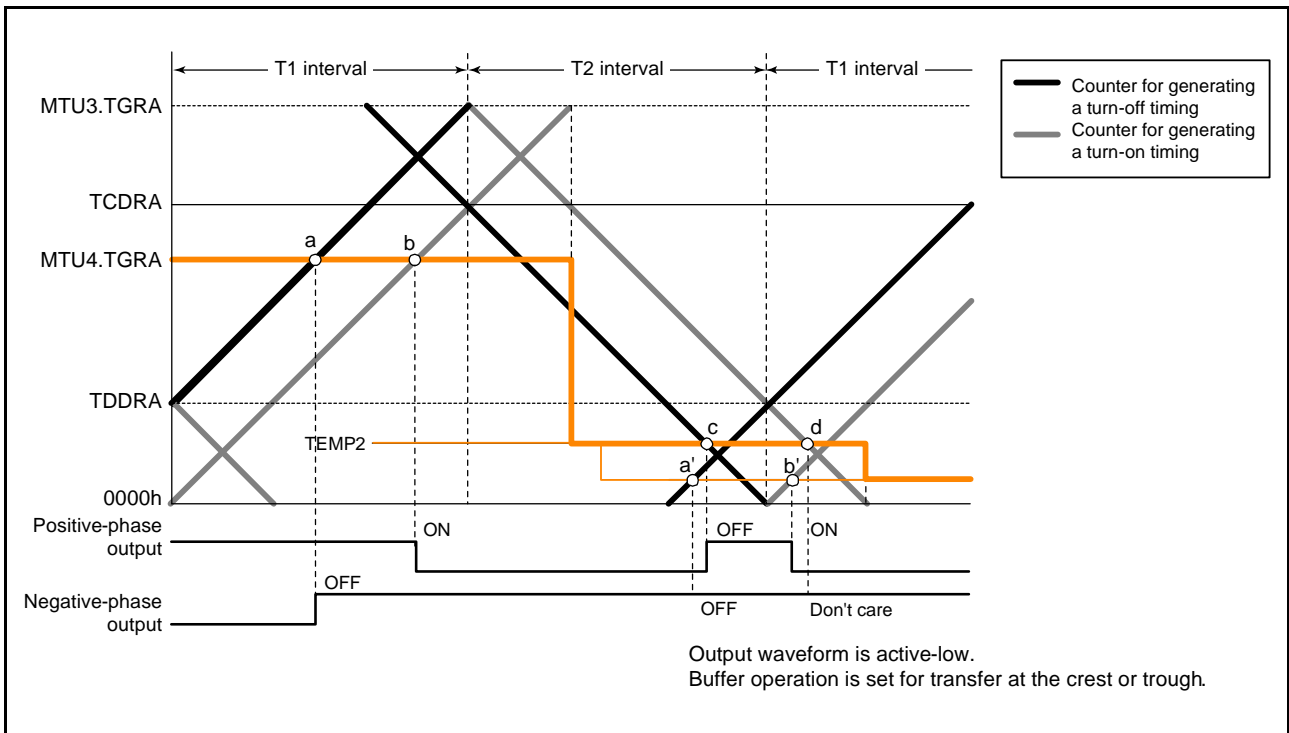 T1 interval
T2 interval
T1 interval
Counter for generating
a turn-off timing
Counter for generating
a turn-on timing
MTU3.TGRA
TCDRA
MTU4.TGRA
a
b
TDDRA
TEMP2
c
d
a'
b'
0000h
Positive-phase
output
ON
OFF
ON
Negative-phase
output
OFF
OFF
Don't care
Output waveform is active-low.
Buffer operation is set for transfer at the crest or trough.